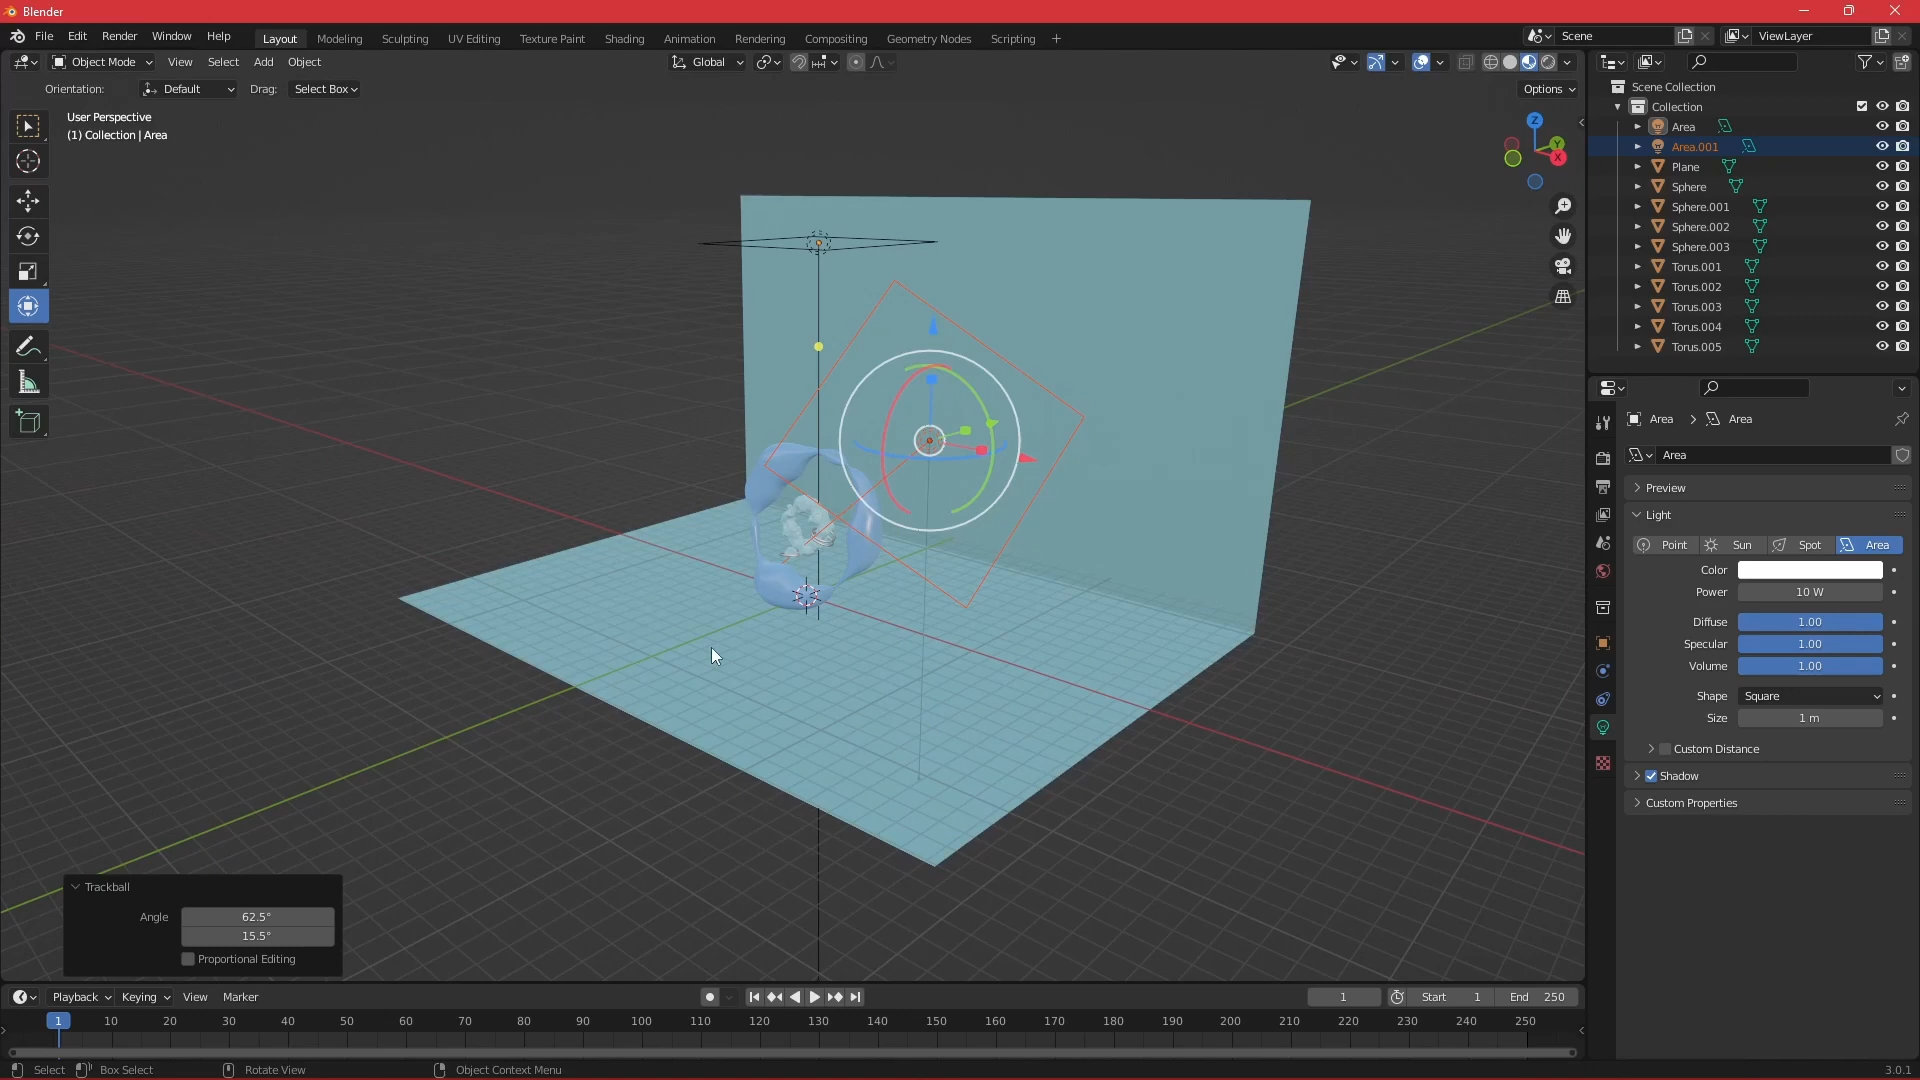 Blender
File Edit Render Window Help
Layout Modeling Sculpting UV Editing Texture Paint Shading Animation Rendering Compositing Geometry Nodes Scripting
Scene
ViewLayer
Object Mode View Select Add Object
Global
Orientation: Default Drag: Select Box
Options
User Perspective
(1) Collection | Area
Z
Y
X
Scene Collection
Collection
Area
Area.001
Plane
Sphere
Sphere.001
Sphere.002
Sphere.003
Torus.001
Torus.002
Torus.003
Torus.004
Torus.005
Area > Area
Area
Preview
Light
Point Sun Spot Area
Color
Power 10 W
Diffuse 1.00
Specular 1.00
Volume 1.00
Shape Square
Size 1 m
Custom Distance
Shadow
Custom Properties
Trackball
Angle 62.5°
15.5°
Proportional Editing
Playback Keying View Marker
1 Start 1 End 250
1 10 20 30 40 50 60 70 80 90 100 110 120 130 140 150 160 170 180 190 200 210 220 230 240 250
Select Box Select Rotate View Object Context Menu
3.0.1